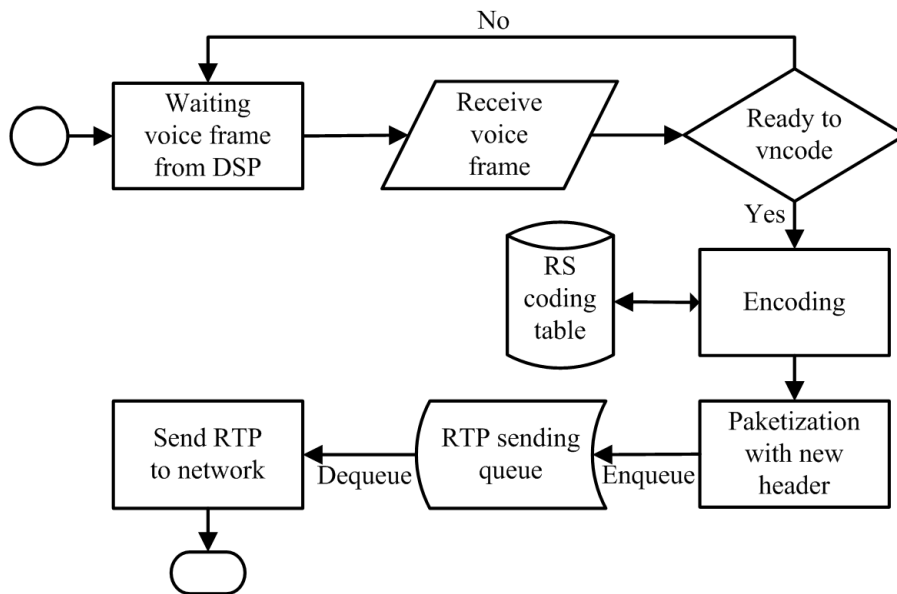 No
Waiting
voice frame
from DSP
Receive
voice
frame
Ready to
vncode
Yes
RS
coding
table
Encoding
Send RTP
to network
Dequeue
RTP sending
queue
Enqueue
Paketization
with new
header